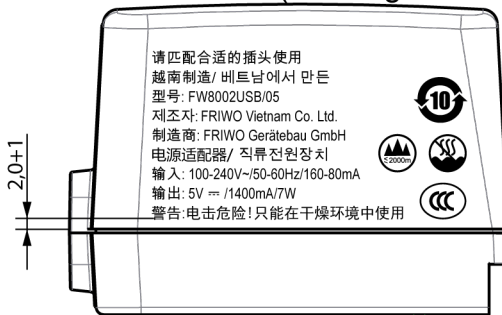 请匹配合适的插头使用
越南制造/ 베트남에서 만든
型号: FW8002USB/05
제조자: FRIWO Vietnam Co. Ltd.
制造商: FRIWO Gerätebau GmbH
电源适配器/ 직류전원장치
输入: 100-240V~/50-60Hz/160-80mA
输出: 5V ⎓ /1400mA/7W
警告:电击危险!只能在干燥环境中使用
10
≤2000m
CCC
2,0+1